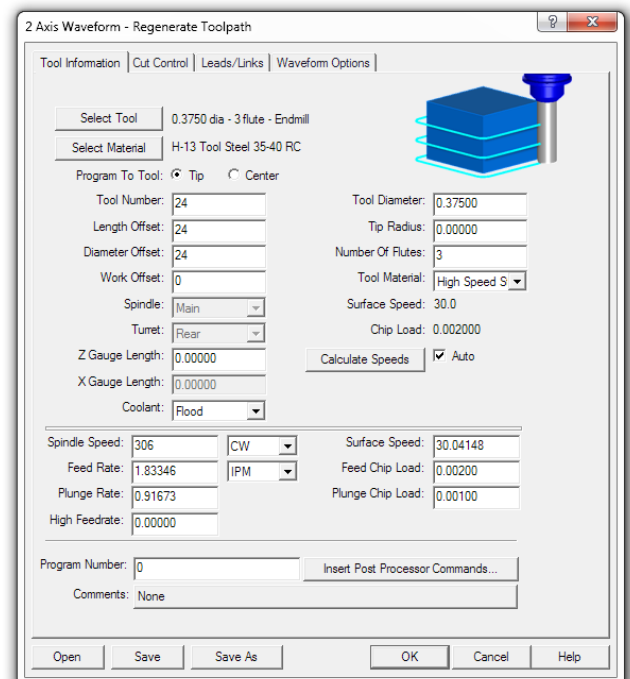 2 Axis Waveform - Regenerate Toolpath
Tool Information Cut Control Leads/Links Waveform Options
Select Tool 0.3750 dia - 3 flute - Endmill
Select Material H-13 Tool Steel 35-40 RC
Program To Tool: Tip Center
Tool Number: 24 Tool Diameter: 0.37500
Length Offset: 24 Tip Radius: 0.00000
Diameter Offset: 24 Number Of Flutes: 3
Work Offset: 0 Tool Material: High Speed S
Spindle: Main Surface Speed: 30.0
Turret: Rear Chip Load: 0.002000
Z Gauge Length: 0.00000 Calculate Speeds Auto
X Gauge Length: 0.00000
Coolant: Flood
Spindle Speed: 306 CW Surface Speed: 30.04148
Feed Rate: 1.83346 IPM Feed Chip Load: 0.00200
Plunge Rate: 0.91673 Plunge Chip Load: 0.00100
High Feedrate: 0.00000
Program Number: 0 Insert Post Processor Commands...
Comments: None
Open Save Save As OK Cancel Help